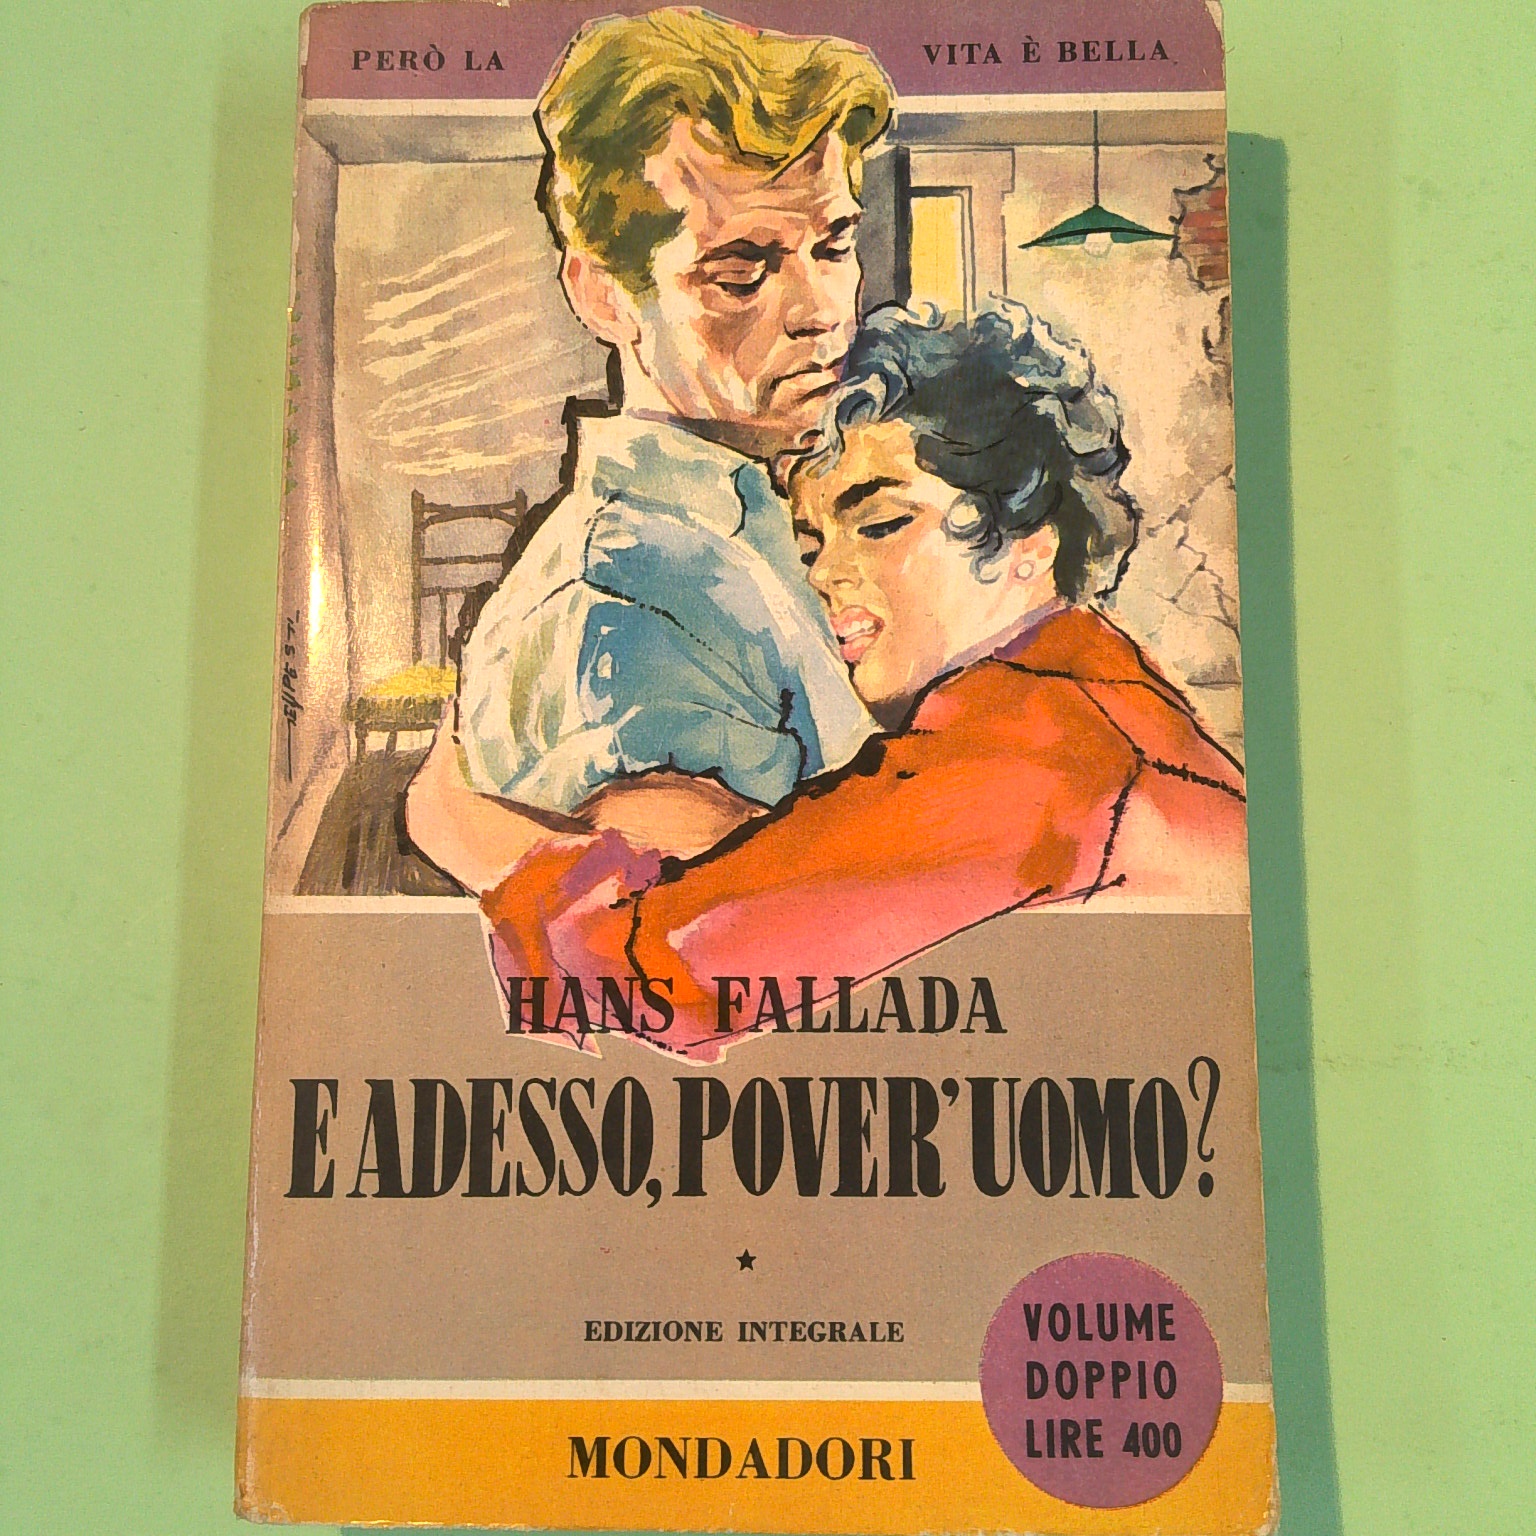 PERÒ LA VITA È BELLA
HANS FALLADA
E ADESSO, POVER'UOMO?
EDIZIONE INTEGRALE
VOLUME
DOPPIO
LIRE 400
MONDADORI